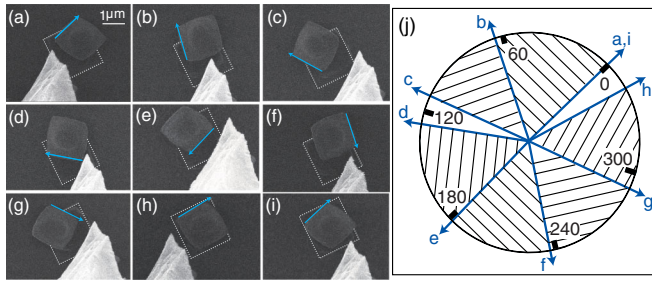 (a) 1μm (b) (c)
(d) (e) (f)
(g) (h) (i)
(j)
b
60
a,i
0
h
c
120
d
300
180
g
240
e
f